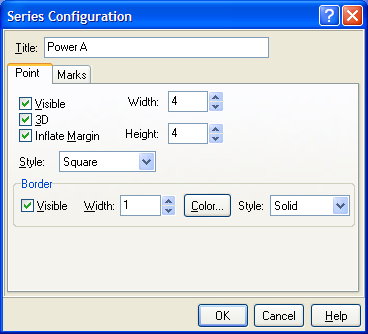 Series Configuration
Title: Power A
Point Marks
Visible Width: 4
3D
Inflate Margin Height: 4
Style: Square
Border
Visible Width: 1 Color... Style: Solid
OK Cancel Help